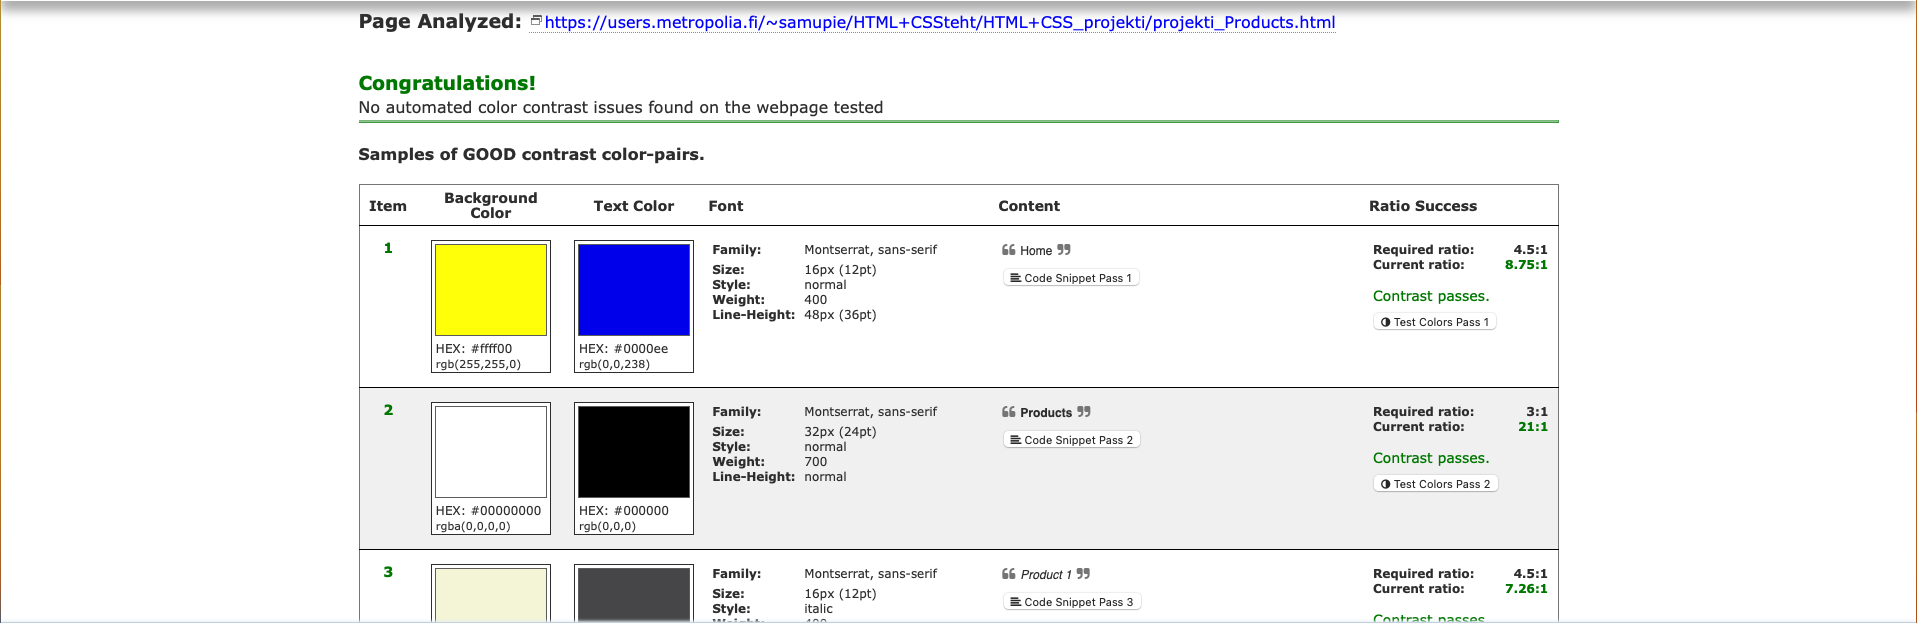 Page Analyzed: https://users.metropolia.fi/~samupie/HTML+CSSteht/HTML+CSS_projekti/projekti_Products.html
Congratulations!
No automated color contrast issues found on the webpage tested
Samples of GOOD contrast color-pairs.
Item Background Color Text Color Font Content Ratio Success
1
HEX: #ffff00
rgb(255,255,0)
HEX: #0000ee
rgb(0,0,238)
Family: Montserrat, sans-serif
Size: 16px (12pt)
Style: normal
Weight: 400
Line-Height: 48px (36pt)
❝ Home ❞
Code Snippet Pass 1
Required ratio: 4.5:1
Current ratio: 8.75:1
Contrast passes.
Test Colors Pass 1
2
HEX: #00000000
rgba(0,0,0,0)
HEX: #000000
rgb(0,0,0)
Family: Montserrat, sans-serif
Size: 32px (24pt)
Style: normal
Weight: 700
Line-Height: normal
❝ Products ❞
Code Snippet Pass 2
Required ratio: 3:1
Current ratio: 21:1
Contrast passes.
Test Colors Pass 2
3
Family: Montserrat, sans-serif
Size: 16px (12pt)
Style: italic
❝ Product 1 ❞
Code Snippet Pass 3
Required ratio: 4.5:1
Current ratio: 7.26:1
Contrast passes.